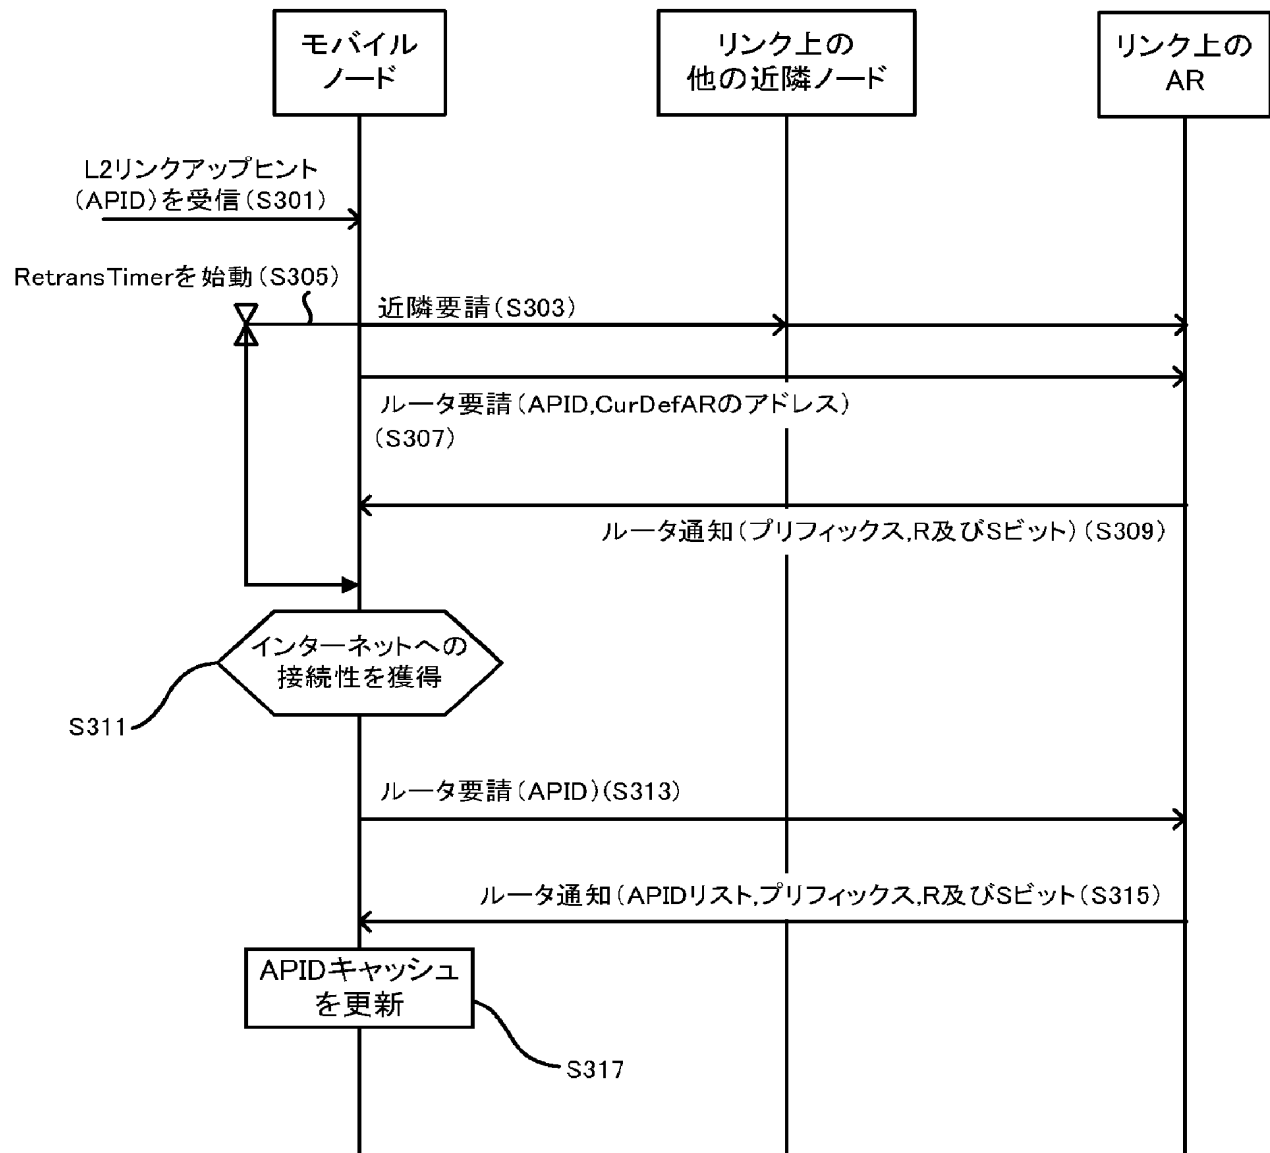 モバイル
ノード
リンク上の
他の近隣ノード
リンク上の
AR
L2リンクアップヒント
(APID)を受信(S301)
RetransTimerを始動(S305)
近隣要請(S303)
ルータ要請(APID,CurDefARのアドレス)
(S307)
ルータ通知(プリフィックス,R及びSビット)(S309)
インターネットへの
接続性を獲得
S311
ルータ要請(APID)(S313)
ルータ通知(APIDリスト,プリフィックス,R及びSビット(S315)
APIDキャッシュ
を更新
S317